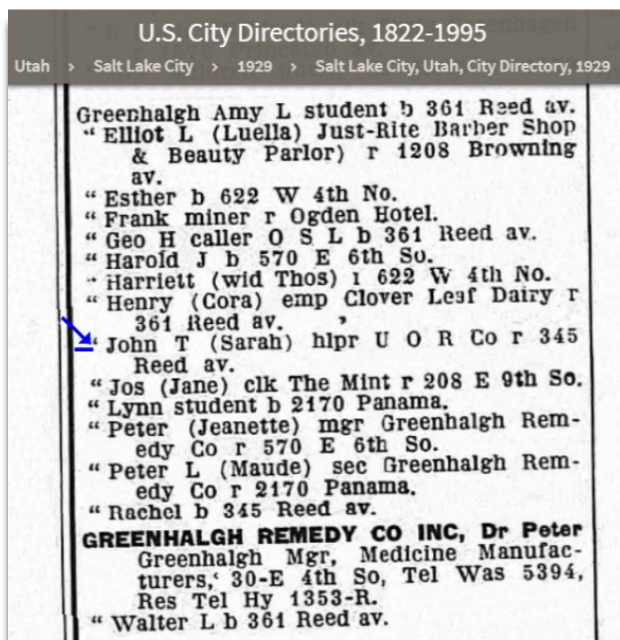 U.S. City Directories, 1822-1995
Utah > Salt Lake City > 1929 > Salt Lake City, Utah, City Directory, 1929
Greenhalgh Amy L student b 361 Reed av.
" Elliot L (Luella) Just-Rite Barber Shop
& Beauty Parlor) r 1208 Browning
av.
" Esther b 622 W 4th No.
" Frank miner r Ogden Hotel.
" Geo H caller O S L b 361 Reed av.
" Harold J b 570 E 6th So.
" Harriett (wid Thos) r 622 W 4th No.
" Henry (Cora) emp Clover Leaf Dairy r
361 Reed av.
" John T (Sarah) hlpr U O R Co r 345
Reed av.
" Jos (Jane) clk The Mint r 208 E 9th So.
" Lynn student b 2170 Panama.
" Peter (Jeanette) mgr Greenhalgh Rem-
edy Co r 570 E 6th So.
" Peter L (Maude) sec Greenhalgh Rem-
edy Co r 2170 Panama.
" Rachel b 345 Reed av.
GREENHALGH REMEDY CO INC, Dr Peter
Greenhalgh Mgr, Medicine Manufac-
turers, 30-E 4th So, Tel Was 5394,
Res Tel Hy 1353-R.
" Walter L b 361 Reed av.